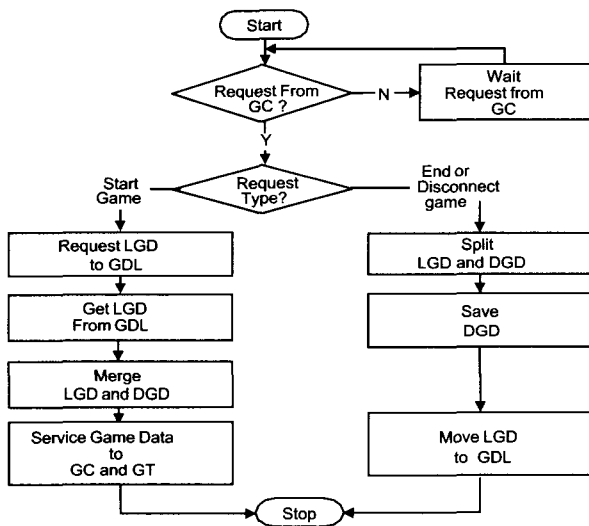 Start
Request From
GC ?
N
Wait
Request from
GC
Y
Request
Type?
Start
Game
End or
Disconnect
game
Request LGD
to GDL
Get LGD
From GDL
Merge
LGD and DGD
Service Game Data
to
GC and GT
Split
LGD and DGD
Save
DGD
Move LGD
to GDL
Stop